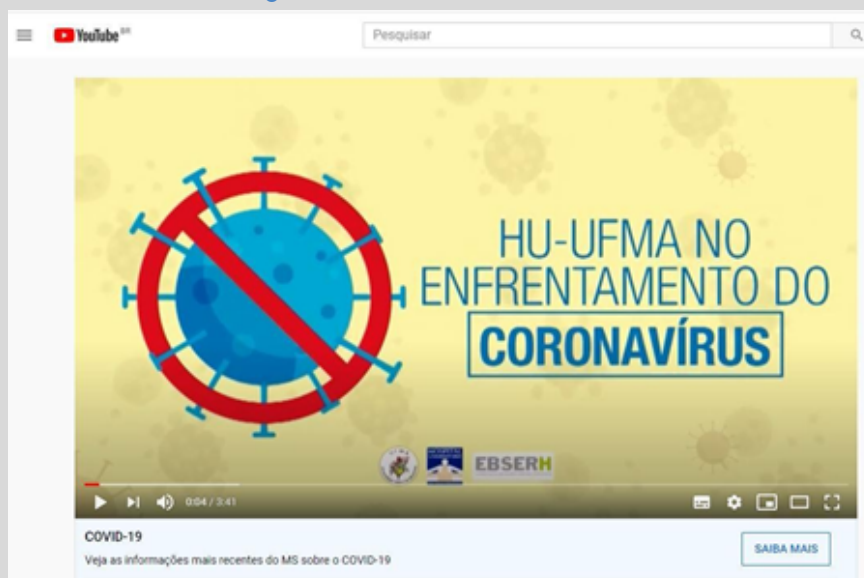 YouTube BR
Pesquisar
HU-UFMA NO
ENFRENTAMENTO DO
CORONAVÍRUS
EBSERH
0:04 / 3:41
COVID-19
Veja as informações mais recentes do MS sobre o COVID-19
SAIBA MAIS